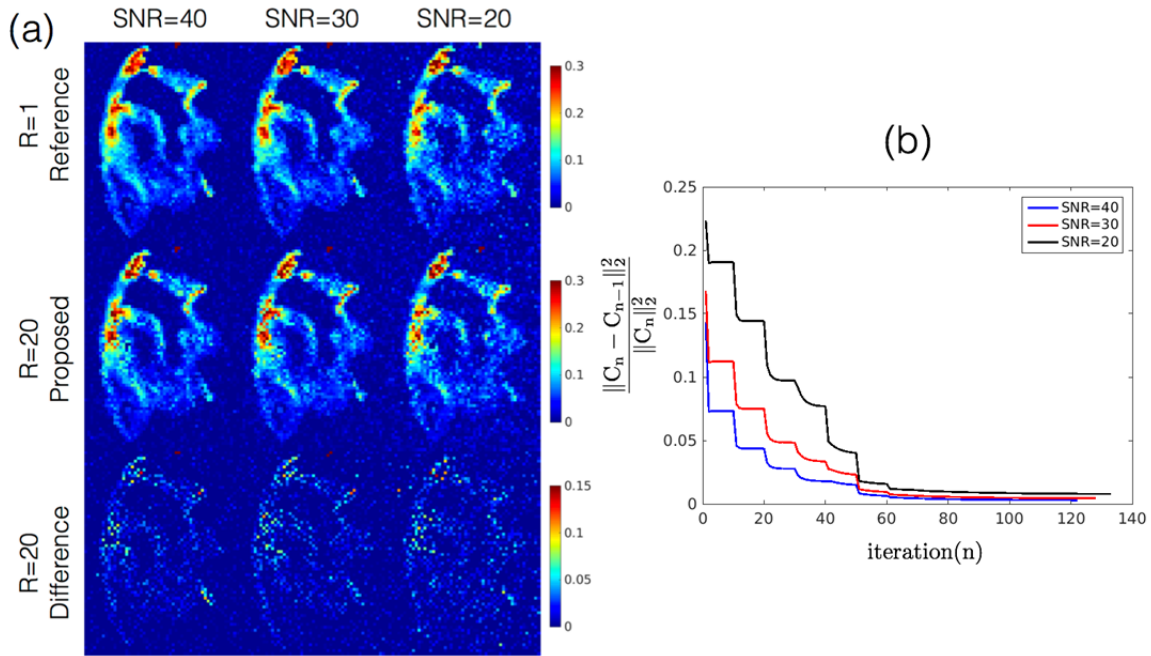 (a)
SNR=40 SNR=30 SNR=20
R=1
Reference
0.3
0.2
0.1
0
R=20
Proposed
0.3
0.2
0.1
0
R=20
Difference
0.15
0.1
0.05
0
(b)
0.25
0.2
0.15
0.1
0.05
0
||Cₙ − Cₙ₋₁||₂²
||Cₙ||₂²
SNR=40
SNR=30
SNR=20
0 20 40 60 80 100 120 140
iteration(n)